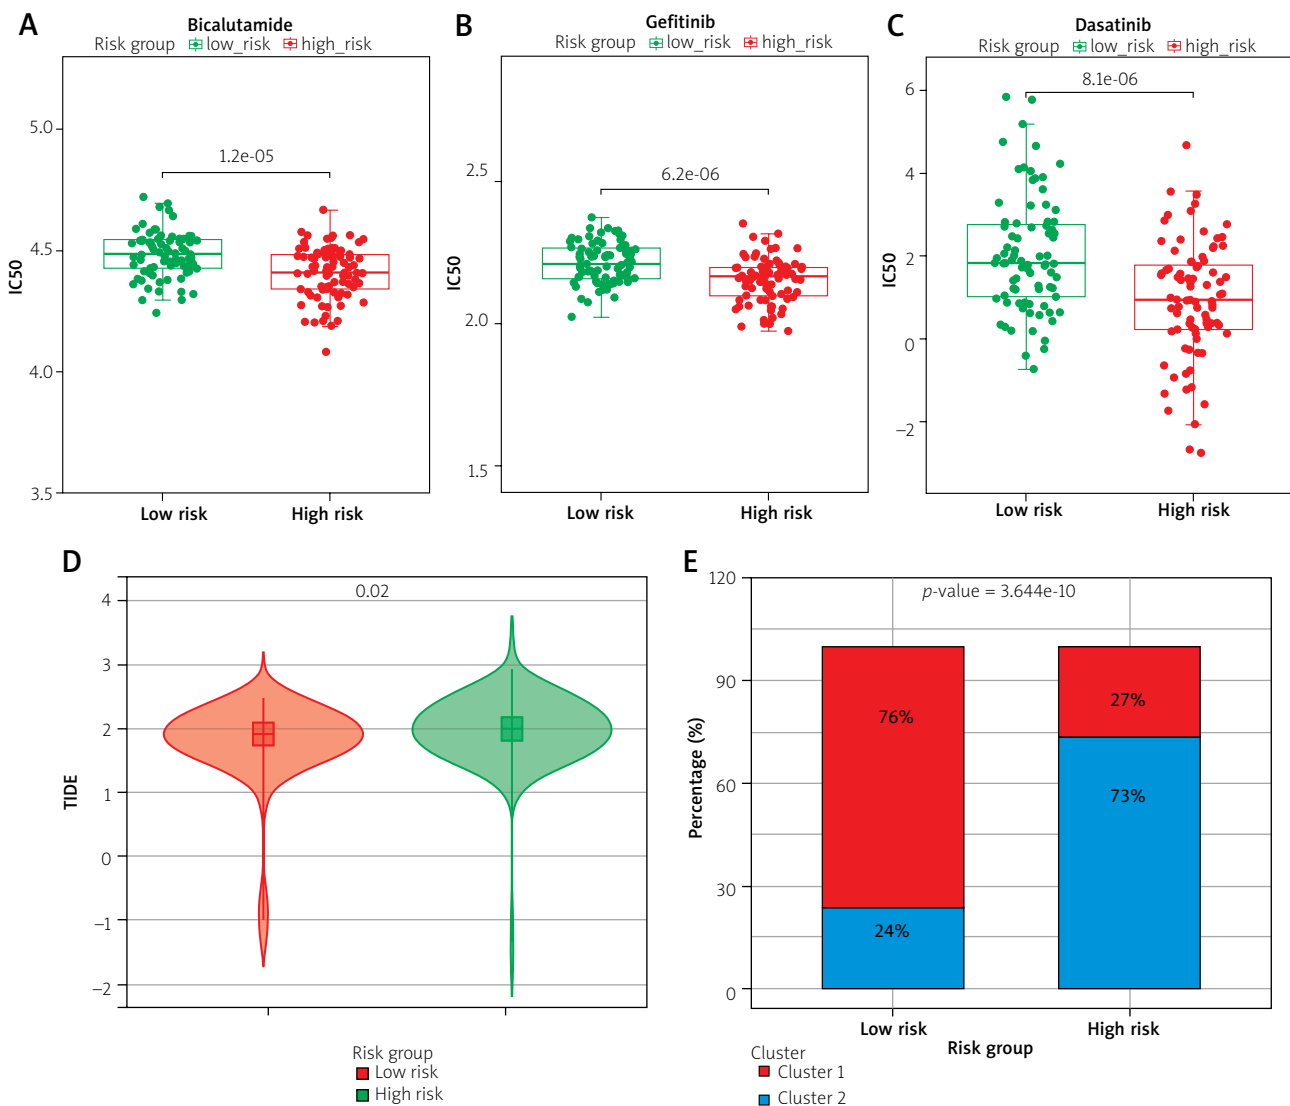 A
Bicalutamide
Risk group low_risk high_risk
IC50
5.0
4.5
4.0
3.5
1.2e-05
Low risk
High risk
B
Gefitinib
Risk group low_risk high_risk
IC50
2.5
2.0
1.5
6.2e-06
Low risk
High risk
C
Dasatinib
Risk group low_risk high_risk
IC50
6
4
2
0
−2
8.1e-06
Low risk
High risk
D
TIDE
4
3
2
1
0
−1
−2
0.02
Risk group
Low risk
High risk
E
Percentage (%)
120
90
60
30
0
p-value = 3.644e-10
76%
24%
27%
73%
Low risk
High risk
Risk group
Cluster
Cluster 1
Cluster 2